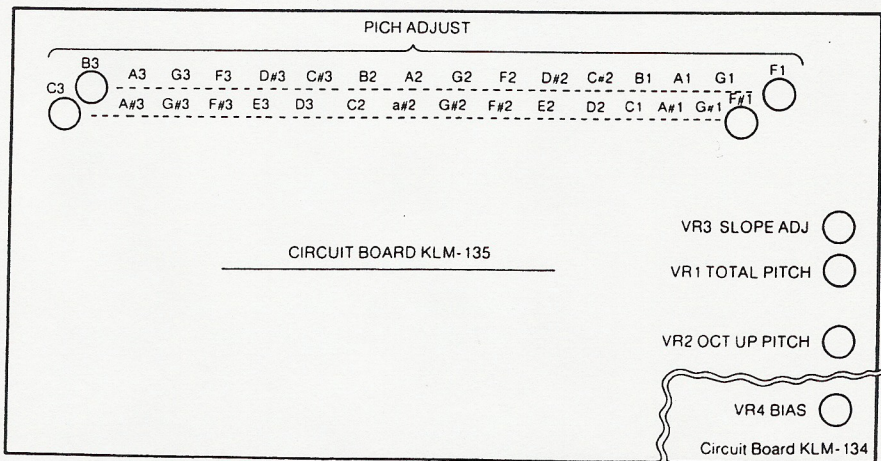 PICH ADJUST
B3 A3 G3 F3 D#3 C#3 B2 A2 G2 F2 D#2 C#2 B1 A1 G1 F1
C3 A#3 G#3 F#3 E3 D3 C2 a#2 G#2 F#2 E2 D2 C1 A#1 G#1 F#1
VR3 SLOPE ADJ
CIRCUIT BOARD KLM-135
VR1 TOTAL PITCH
VR2 OCT UP PITCH
VR4 BIAS
Circuit Board KLM-134